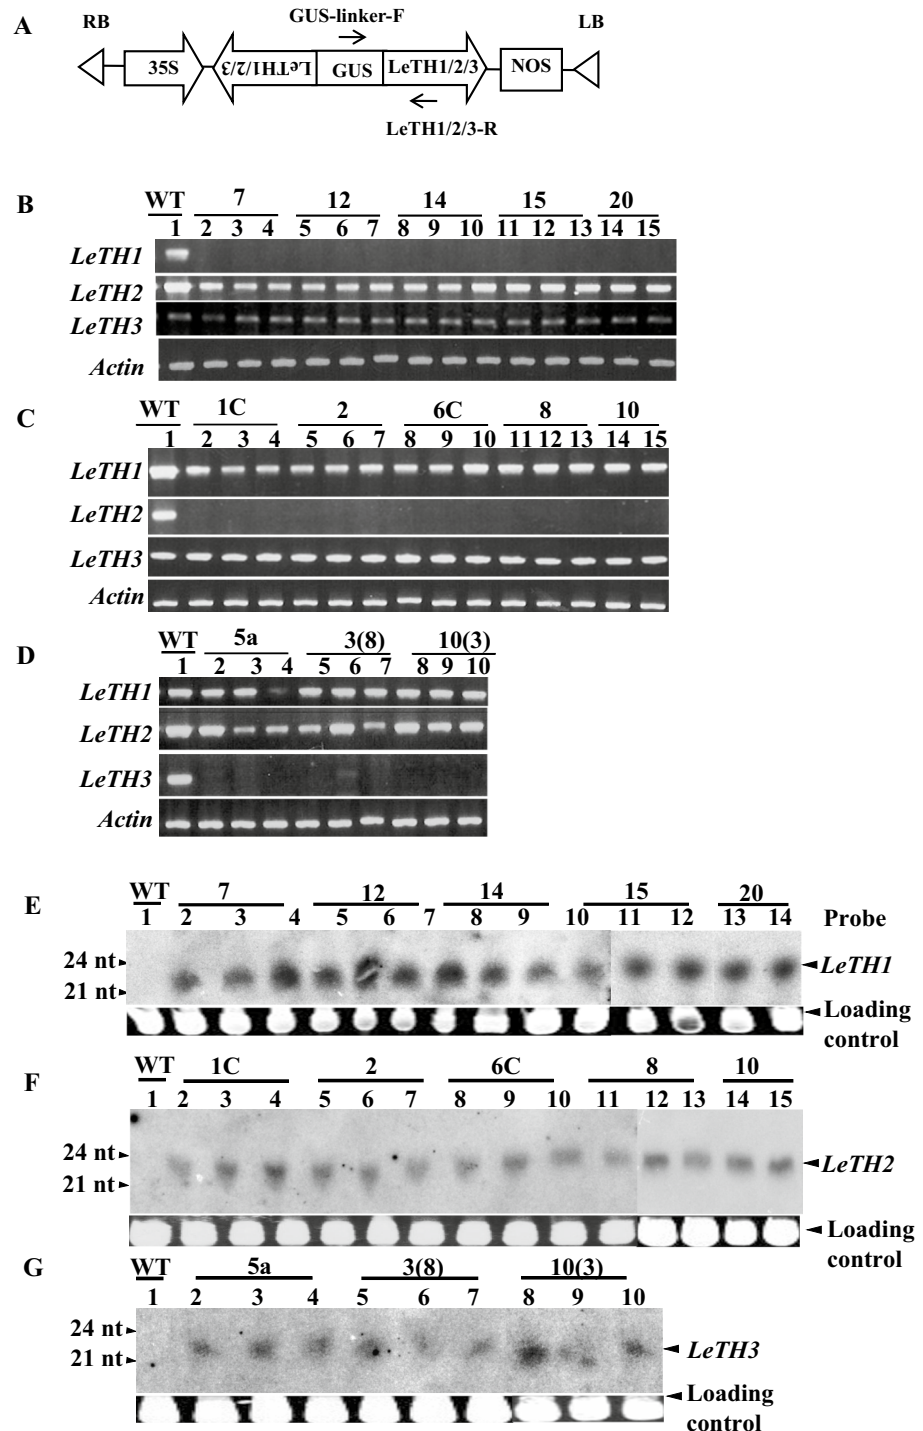 A
RB
GUS-linker-F
LB
35S
LeTH1/2/3
GUS
LeTH1/2/3
NOS
LeTH1/2/3-R
B
WT 7 12 14 15 20
1 2 3 4 5 6 7 8 9 10 11 12 13 14 15
LeTH1
LeTH2
LeTH3
Actin
C
WT 1C 2 6C 8 10
1 2 3 4 5 6 7 8 9 10 11 12 13 14 15
LeTH1
LeTH2
LeTH3
Actin
D
WT 5a 3(8) 10(3)
1 2 3 4 5 6 7 8 9 10
LeTH1
LeTH2
LeTH3
Actin
E
WT 7 12 14 15 20
1 2 3 4 5 6 7 8 9 10 11 12 13 14 Probe
24 nt
LeTH1
21 nt
Loading
control
F
WT 1C 2 6C 8 10
1 2 3 4 5 6 7 8 9 10 11 12 13 14 15
24 nt
LeTH2
21 nt
Loading
control
G
WT 5a 3(8) 10(3)
1 2 3 4 5 6 7 8 9 10
24 nt
LeTH3
21 nt
Loading
control